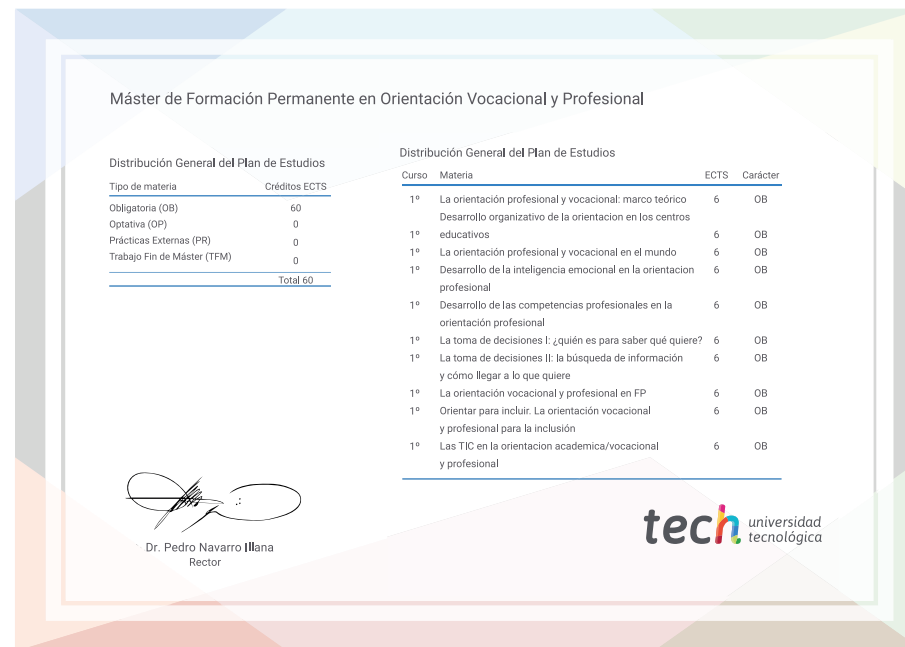 Máster de Formación Permanente en Orientación Vocacional y Profesional
Distribución General del Plan de Estudios
Tipo de materia Créditos ECTS
Obligatoria (OB) 60
Optativa (OP) 0
Prácticas Externas (PR) 0
Trabajo Fin de Máster (TFM) 0
Total 60
Distribución General del Plan de Estudios
Curso Materia ECTS Carácter
1º La orientación profesional y vocacional: marco teórico 6 OB
Desarrollo organizativo de la orientacion en los centros
1º educativos 6 OB
1º La orientación profesional y vocacional en el mundo 6 OB
1º Desarrollo de la inteligencia emocional en la orientacion 6 OB
profesional
1º Desarrollo de las competencias profesionales en la 6 OB
orientación profesional
1º La toma de decisiones I: ¿quién es para saber qué quiere? 6 OB
1º La toma de decisiones II: la búsqueda de información 6 OB
y cómo llegar a lo que quiere
1º La orientación vocacional y profesional en FP 6 OB
1º Orientar para incluir. La orientación vocacional 6 OB
y profesional para la inclusión
1º Las TIC en la orientacion academica/vocacional 6 OB
y profesional
Dr. Pedro Navarro Illana
Rector
tech universidad
tecnológica